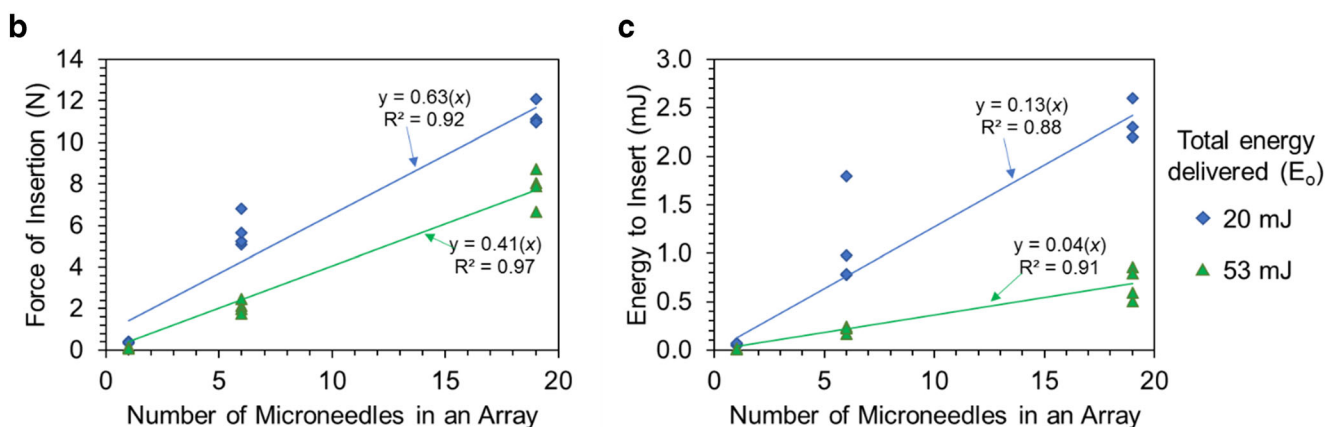 b
14
12
10
8
6
4
2
0
Force of Insertion (N)
y = 0.63(x)
R² = 0.92
y = 0.41(x)
R² = 0.97
0 5 10 15 20
Number of Microneedles in an Array
c
3.0
2.5
2.0
1.5
1.0
0.5
0.0
Energy to Insert (mJ)
y = 0.13(x)
R² = 0.88
y = 0.04(x)
R² = 0.91
0 5 10 15 20
Number of Microneedles in an Array
Total energy
delivered (Eₒ)
20 mJ
53 mJ